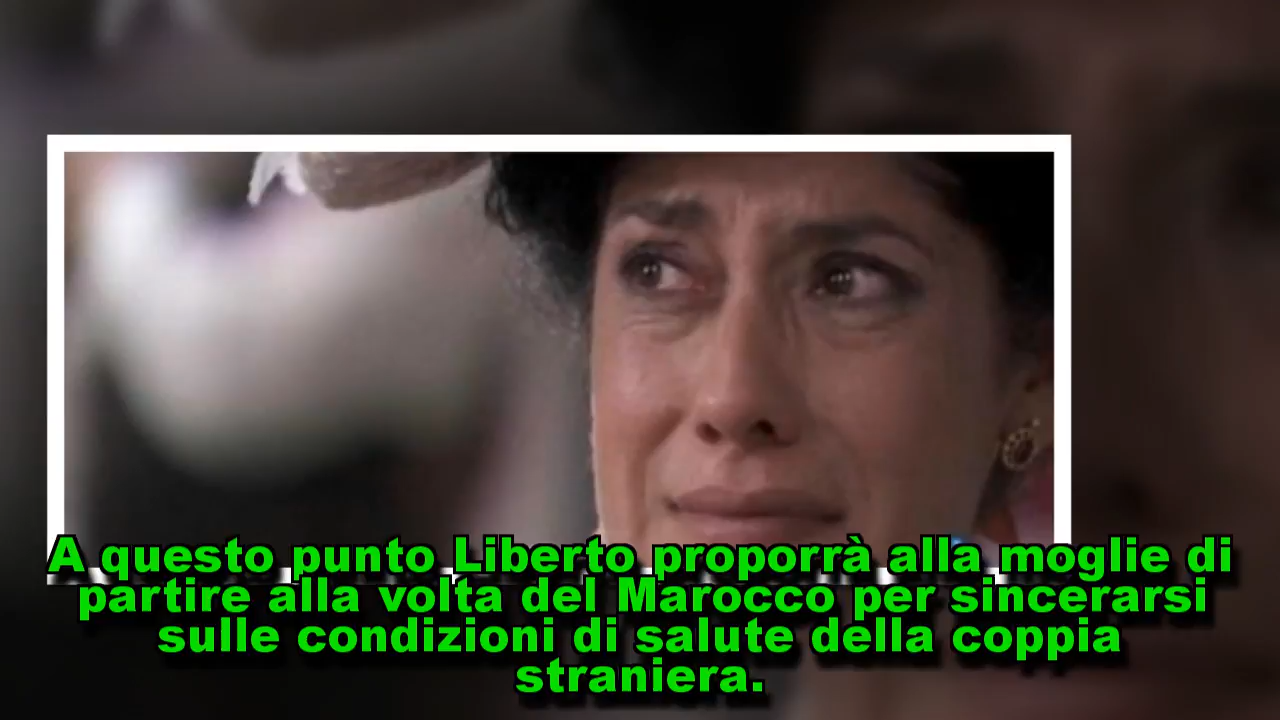 A questo punto Liberto proporrà alla moglie di
partire alla volta del Marocco per sincerarsi
sulle condizioni di salute della coppia
straniera.